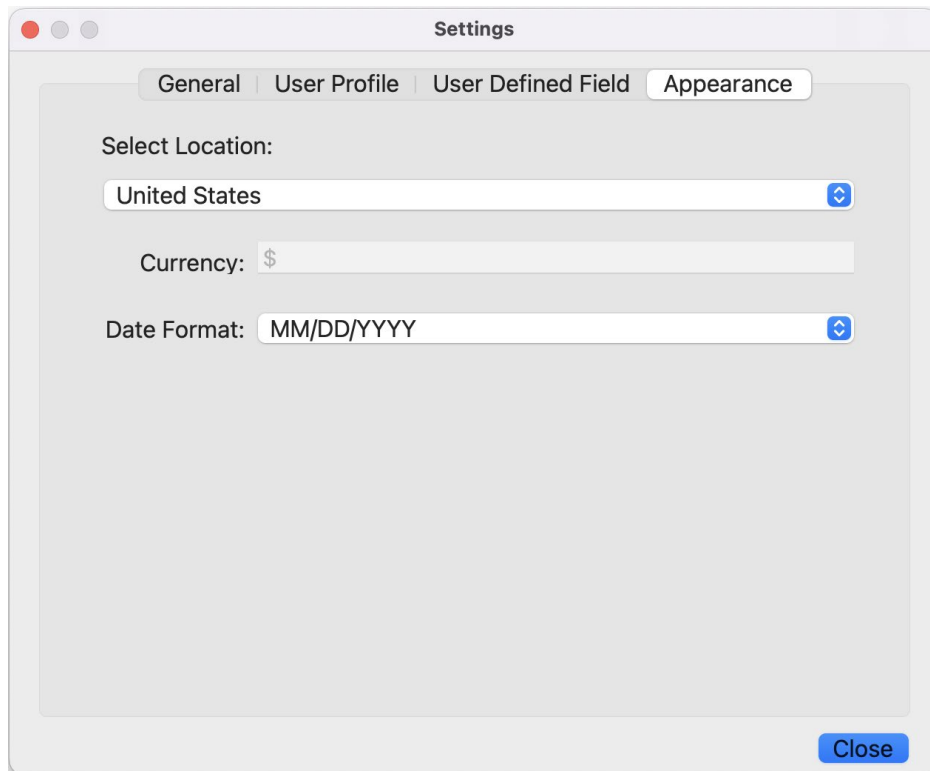 Settings
General User Profile User Defined Field Appearance
Select Location:
United States
Currency: $
Date Format: MM/DD/YYYY
Close